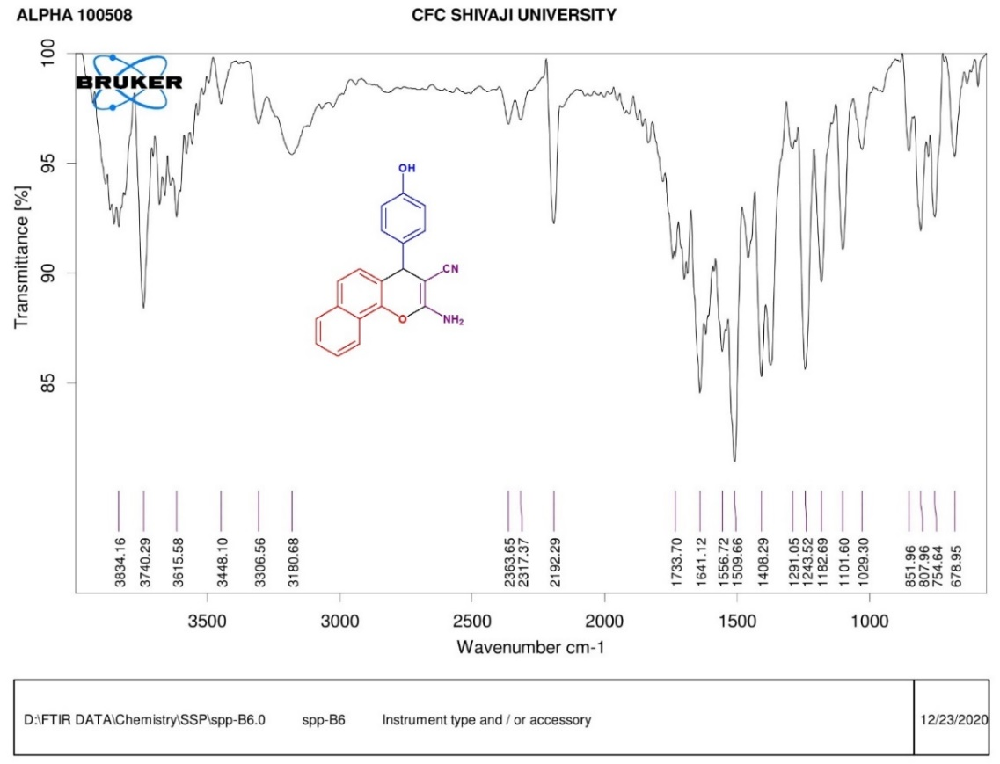 ALPHA 100508 CFC SHIVAJI UNIVERSITY
BRUKER
Transmittance [%]
100
95
90
85
OH
CN
O
NH₂
3834.16
3740.29
3615.58
3448.10
3306.56
3180.68
2363.65
2317.37
2192.29
1733.70
1641.12
1556.72
1509.66
1408.29
1291.05
1243.52
1182.69
1101.60
1029.30
851.96
807.96
754.64
678.95
3500 3000 2500 2000 1500 1000
Wavenumber cm-1
D:\FTIR DATA\Chemistry\SSP\spp-B6.0 spp-B6 Instrument type and / or accessory 12/23/2020